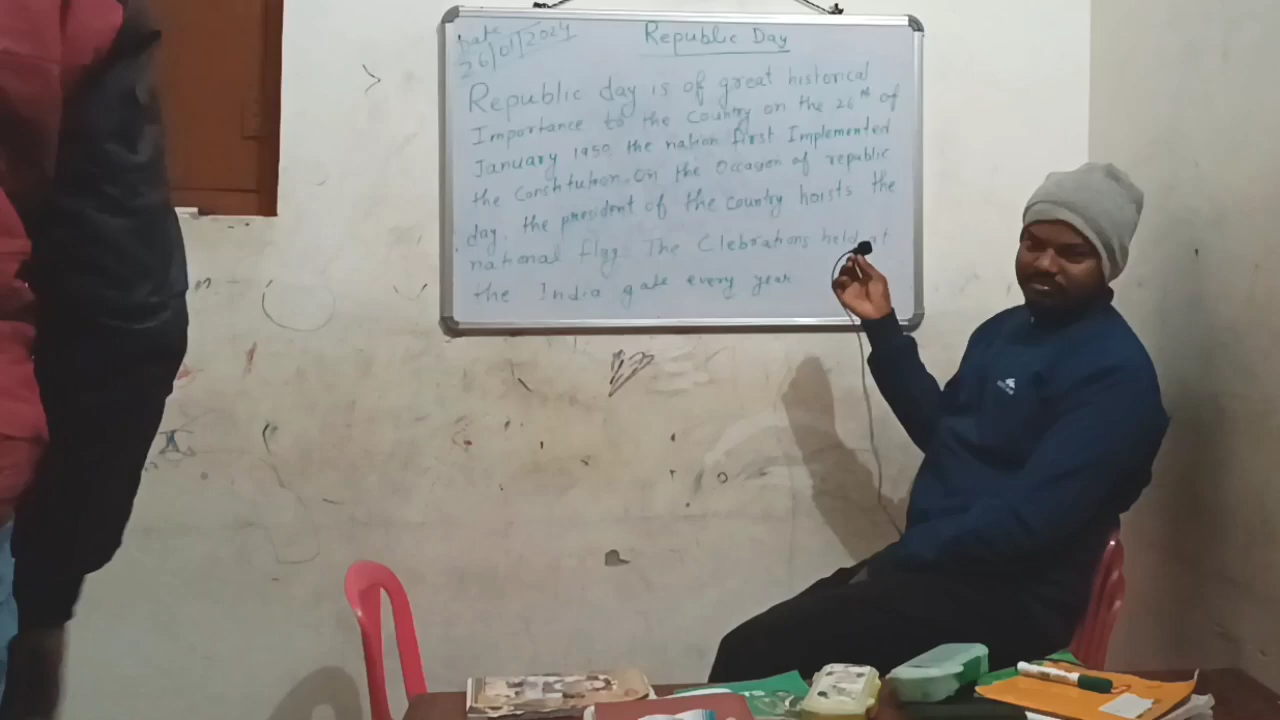 Date
26/01/2024
Republic Day
Republic day is of great historical
Importance to the Country on the 26th of
January 1950 the nation first Implemented
the Constitution. On the Occasion of republic
day, the president of the country hoists the
national flag. The Clebrations held at
the India gate every year